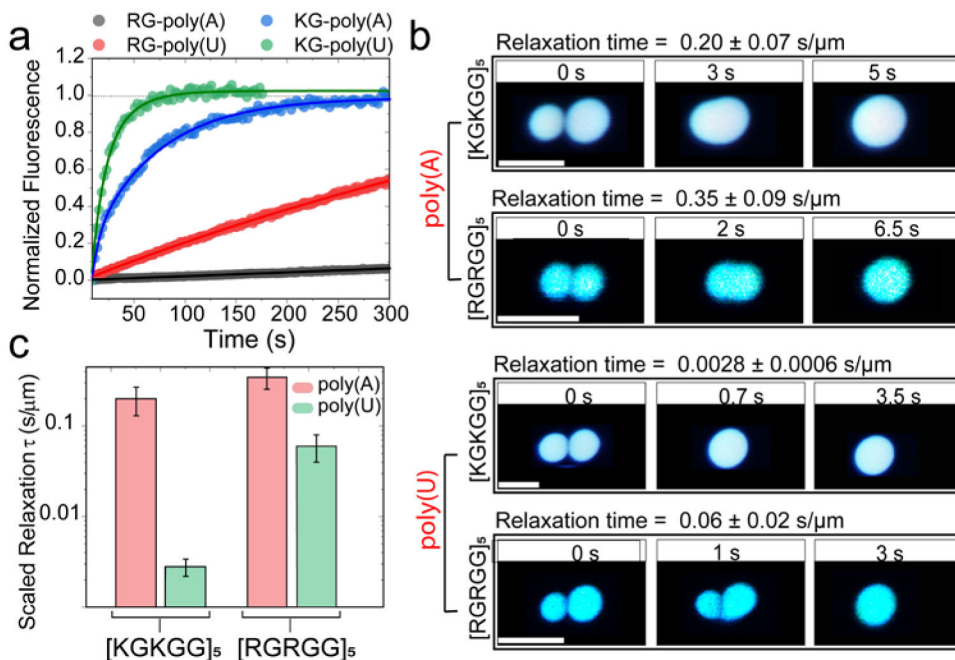 a
RG-poly(A) KG-poly(A)
RG-poly(U) KG-poly(U)
Normalized Fluorescence
1.2
1.0
0.8
0.6
0.4
0.2
0.0
50 100 150 200 250 300
Time (s)
b
poly(A)
Relaxation time = 0.20 ± 0.07 s/µm
[KGKGG]₅
0 s 3 s 5 s
Relaxation time = 0.35 ± 0.09 s/µm
[RGRGG]₅
0 s 2 s 6.5 s
poly(U)
Relaxation time = 0.0028 ± 0.0006 s/µm
[KGKGG]₅
0 s 0.7 s 3.5 s
Relaxation time = 0.06 ± 0.02 s/µm
[RGRGG]₅
0 s 1 s 3 s
c
Scaled Relaxation τ (s/µm)
0.1
0.01
poly(A)
poly(U)
[KGKGG]₅ [RGRGG]₅